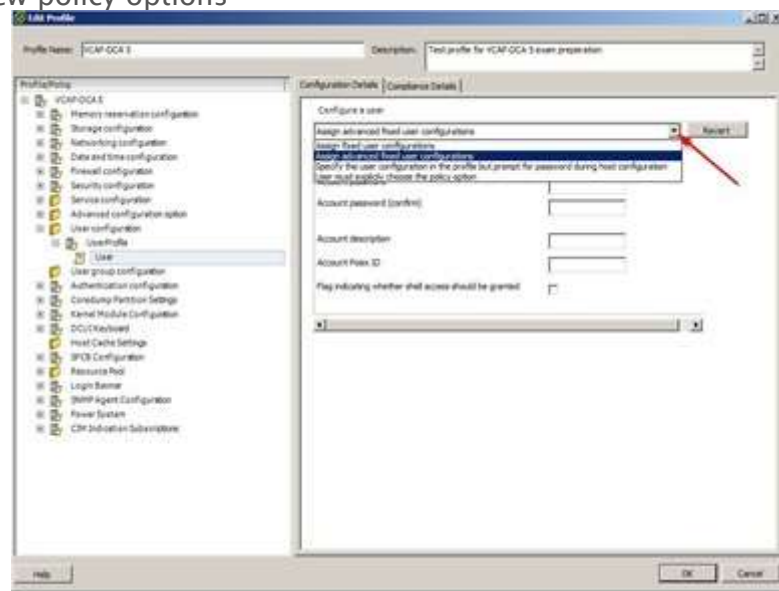 ew policy options
Edit Profile
Profile Name: VCAP-DCA 5 Description: Test profile for VCAP-DCA 5 exam preparation
Profile/Policy
Configuration Details Compliance Details
VCAP-DCA 5
Memory reservation configuration
Storage configuration
Networking configuration
Date and time configuration
Firewall configuration
Security configuration
Service configuration
Advanced configuration option
User configuration
UserProfile
User
User group configuration
Authentication configuration
Coredump Partition Settings
Kernel Module Configuration
DCUI Keyboard
Host Cache Settings
SFCB Configuration
Resource Pool
Login Banner
SNMP Agent Configuration
Power System
CIM Indication Subscriptions
Configure a user
Assign advanced fixed user configurations Revert
Assign fixed user configurations
Assign advanced fixed user configurations
Specify the user configuration in the profile but prompt for password during host configuration
User must explicitly choose the policy option
Account password (confirm)
Account description
Account Posix ID
Flag indicating whether shell access should be granted
Help OK Cancel